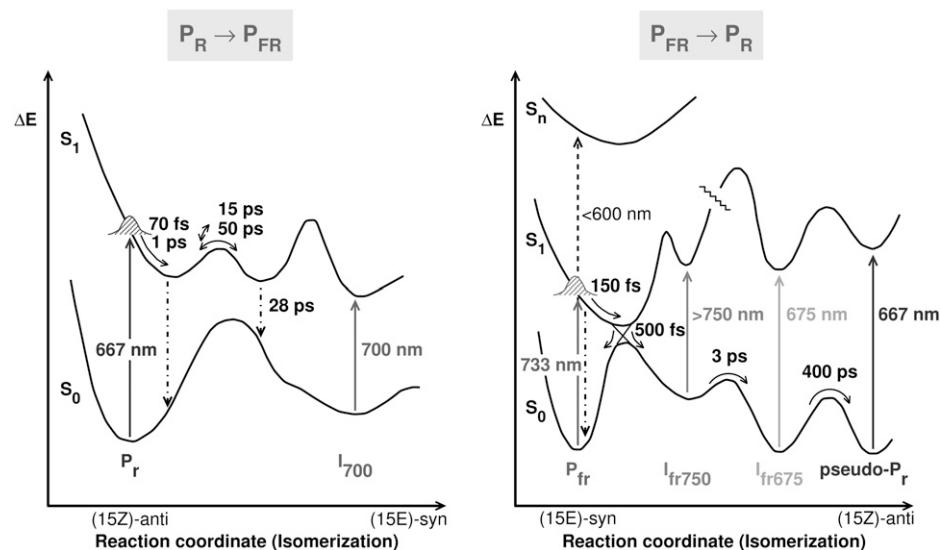 P_R → P_FR
ΔE
S_1
70 fs
1 ps
15 ps
50 ps
28 ps
667 nm
700 nm
S_0
P_r
I_700
(15Z)-anti
(15E)-syn
Reaction coordinate (Isomerization)
P_FR → P_R
ΔE
S_n
<600 nm
S_1
150 fs
500 fs
>750 nm
675 nm
667 nm
733 nm
3 ps
400 ps
S_0
P_fr
I_fr750
I_fr675
pseudo-P_r
(15E)-syn
(15Z)-anti
Reaction coordinate (Isomerization)